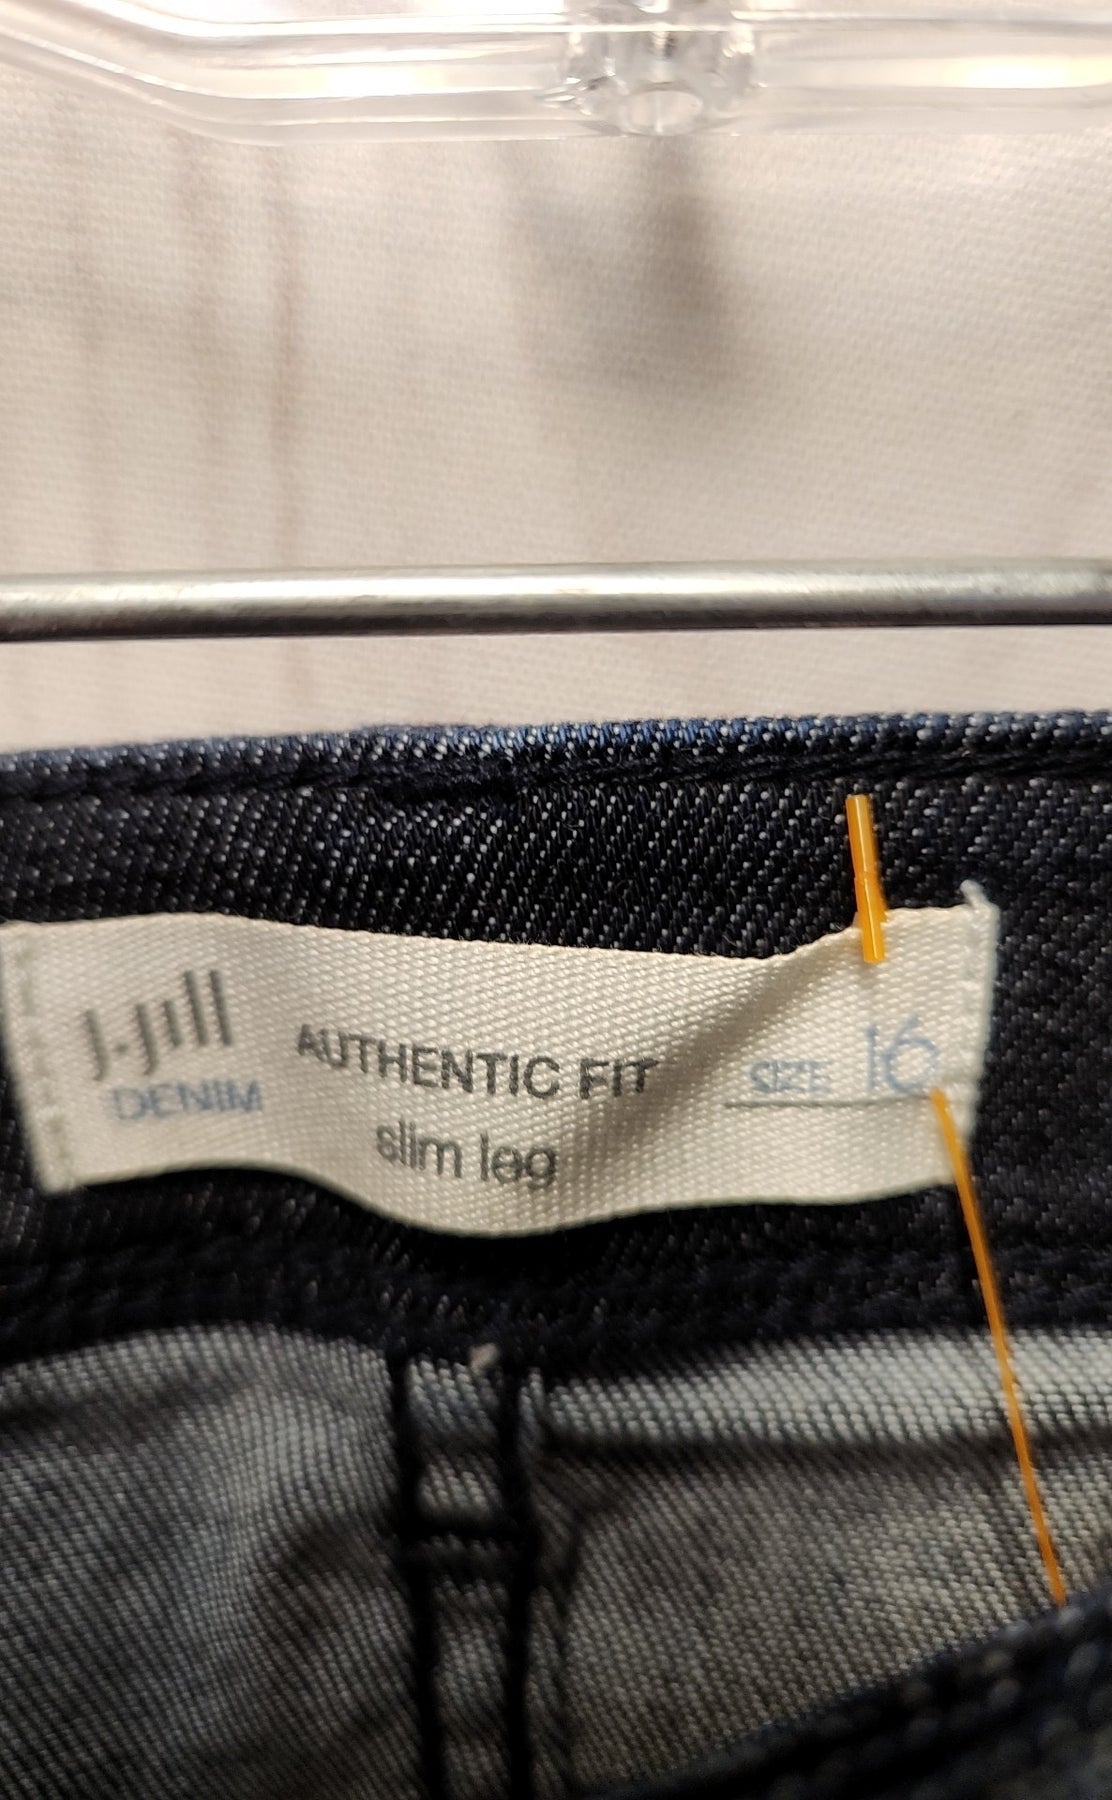 J.Jill
DENIM
AUTHENTIC FIT
slim leg
SIZE 16